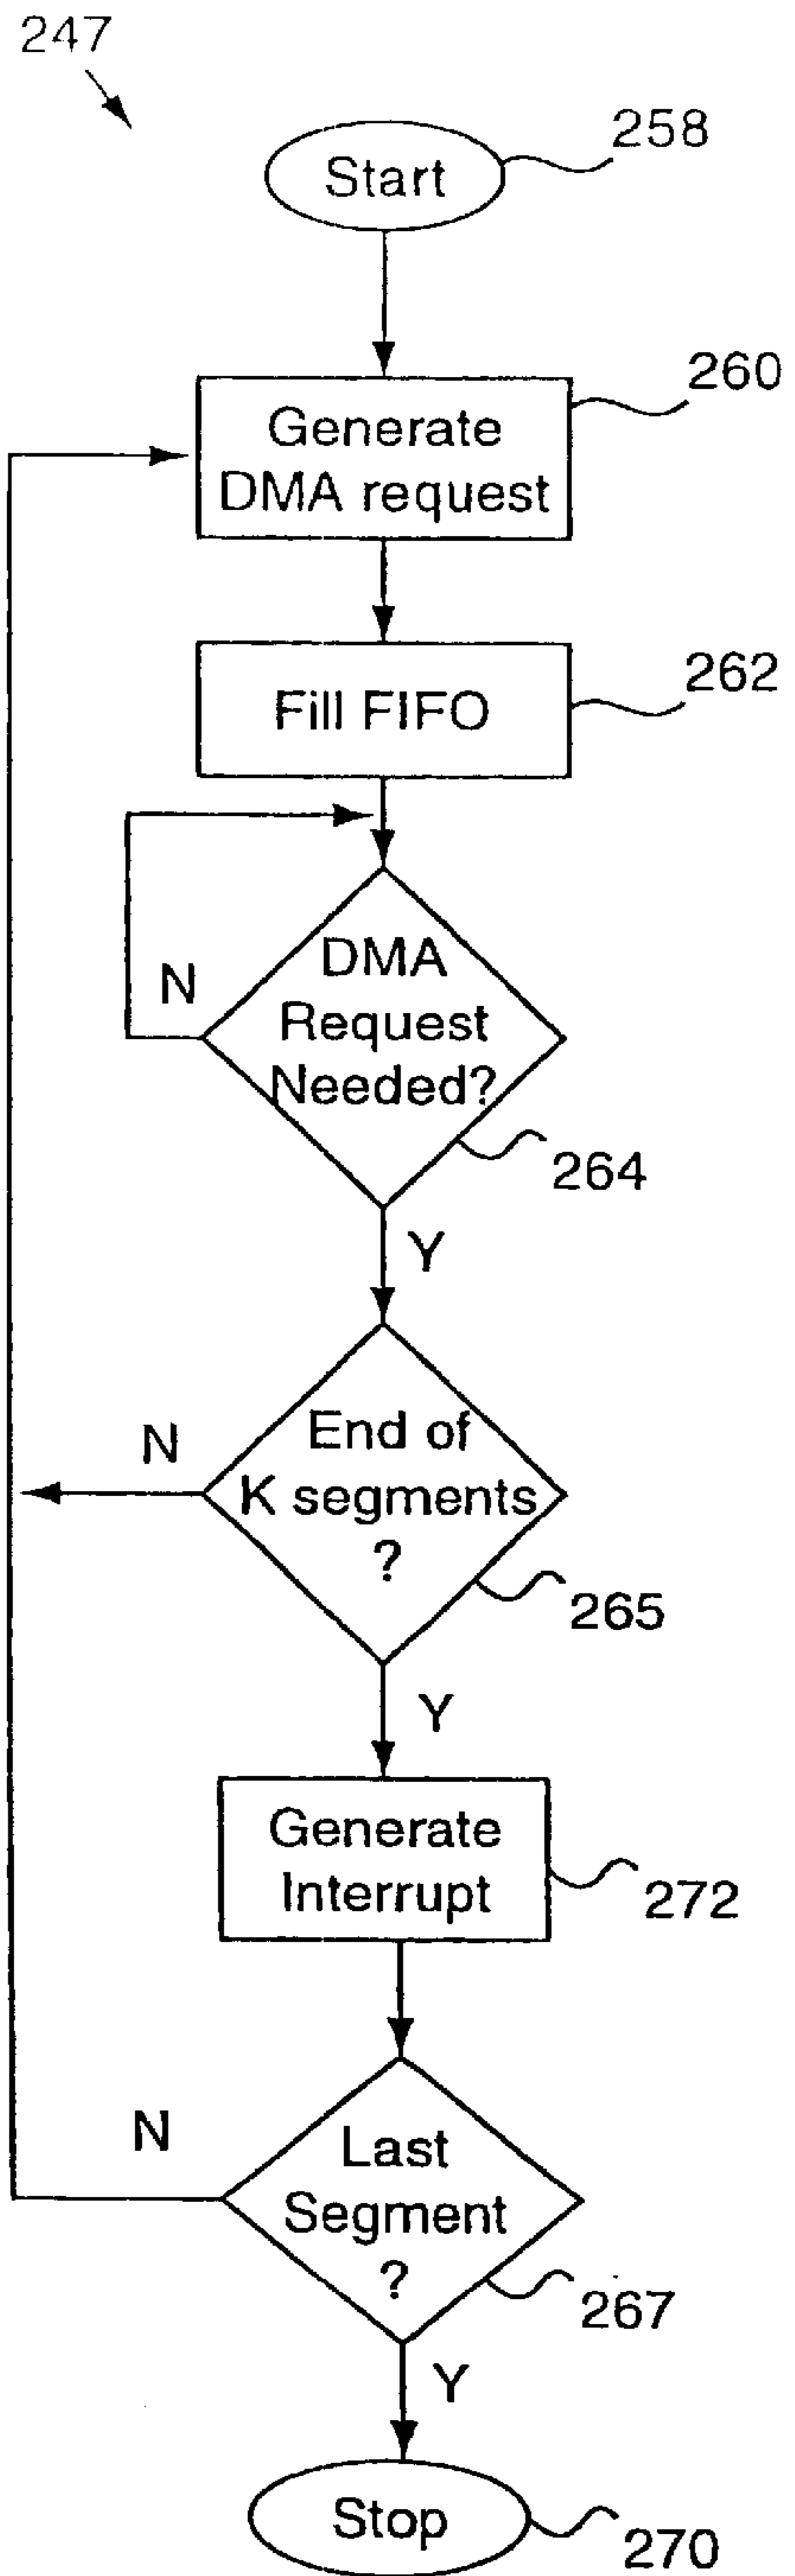 247
Start
258
Generate
DMA request
260
Fill FIFO
262
DMA
Request
Needed?
N
264
Y
End of
K segments
?
N
265
Y
Generate
Interrupt
272
Last
Segment
?
N
267
Y
Stop
270